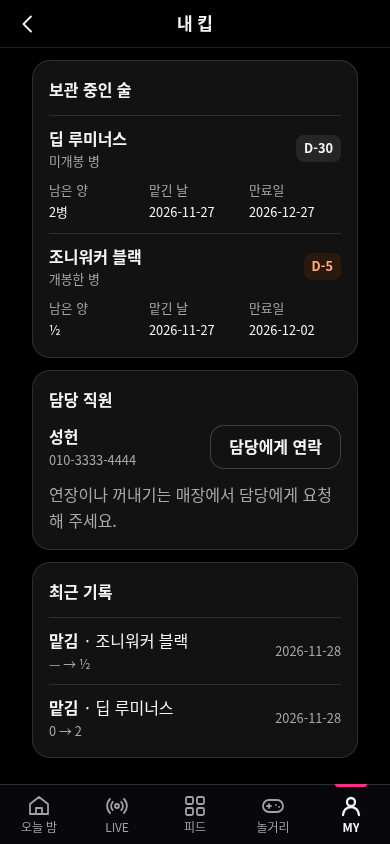 내 킵
보관 중인 술
딥 루미너스
미개봉 병
D-30
남은 양 맡긴 날 만료일
2병 2026-11-27 2026-12-27
조니워커 블랙
개봉한 병
D-5
남은 양 맡긴 날 만료일
½ 2026-11-27 2026-12-02
담당 직원
성헌
010-3333-4444
담당에게 연락
연장이나 꺼내기는 매장에서 담당에게 요청
해 주세요.
최근 기록
맡김 · 조니워커 블랙
— → ½
2026-11-28
맡김 · 딥 루미너스
0 → 2
2026-11-28
오늘 밤 LIVE 피드 놀거리 MY